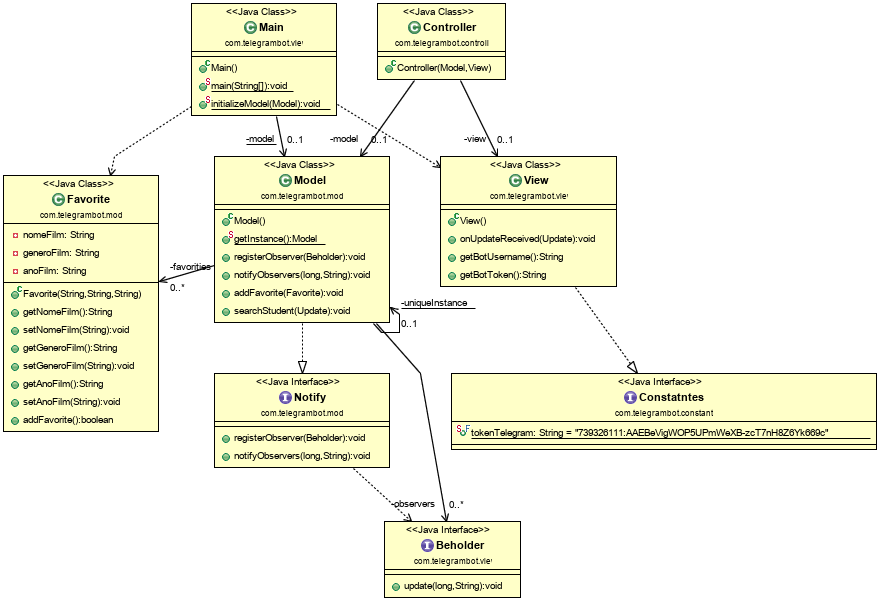 <<Java Class>>
Main
com.telegrambot.vie
Main()
main(String[]):void
initializeModel(Model):void
<<Java Class>>
Controller
com.telegrambot.controll
Controller(Model,View)
-model 0..1
-model 0..1
-view 0..1
<<Java Class>>
Favorite
com.telegrambot.mod
nomeFilm: String
generoFilm: String
anoFilm: String
Favorite(String,String,String)
getNomeFilm():String
setNomeFilm(String):void
getGeneroFilm():String
setGeneroFilm(String):void
getAnoFilm():String
setAnoFilm(String):void
addFavorite():boolean
-favorities
0..*
<<Java Class>>
Model
com.telegrambot.mod
Model()
getInstance():Model
registerObserver(Beholder):void
notifyObservers(long,String):void
addFavorite(Favorite):void
searchStudent(Update):void
-uniqueInstance
0..1
<<Java Class>>
View
com.telegrambot.vie
View()
onUpdateReceived(Update):void
getBotUsername():String
getBotToken():String
<<Java Interface>>
Notify
com.telegrambot.mod
registerObserver(Beholder):void
notifyObservers(long,String):void
<<Java Interface>>
Constatntes
com.telegrambot.constant
tokenTelegram: String = "739326111:AAEBeVigWOP5UPmWeXB-zcT7nH8Z6Yk669c"
-observers 0..*
<<Java Interface>>
Beholder
com.telegrambot.vie
update(long,String):void